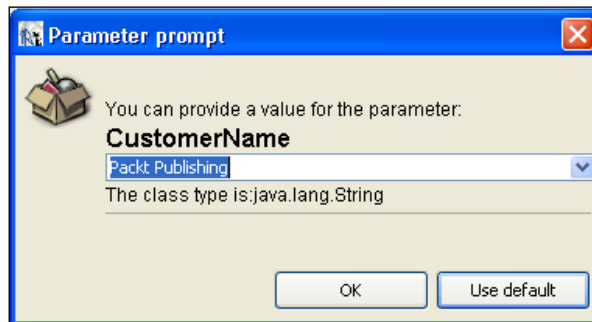 Parameter prompt
You can provide a value for the parameter:
CustomerName
Packt Publishing
The class type is:java.lang.String
OK
Use default